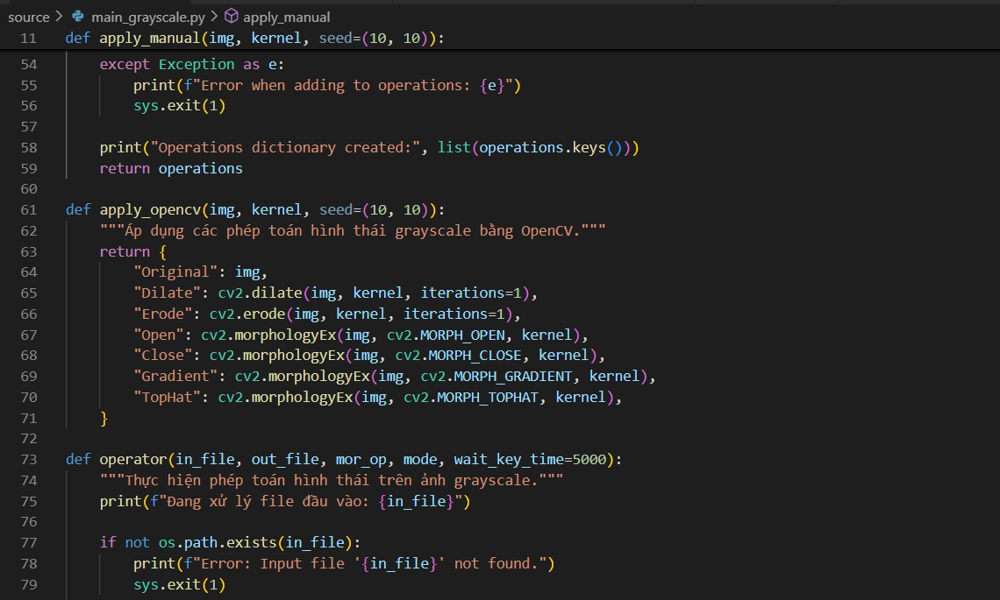 source > main_grayscale.py > apply_manual
11 def apply_manual(img, kernel, seed=(10, 10)):
54 except Exception as e:
55 print(f"Error when adding to operations: {e}")
56 sys.exit(1)
57
58 print("Operations dictionary created:", list(operations.keys()))
59 return operations
60
61 def apply_opencv(img, kernel, seed=(10, 10)):
62 """Áp dụng các phép toán hình thái grayscale bằng OpenCV."""
63 return {
64 "Original": img,
65 "Dilate": cv2.dilate(img, kernel, iterations=1),
66 "Erode": cv2.erode(img, kernel, iterations=1),
67 "Open": cv2.morphologyEx(img, cv2.MORPH_OPEN, kernel),
68 "Close": cv2.morphologyEx(img, cv2.MORPH_CLOSE, kernel),
69 "Gradient": cv2.morphologyEx(img, cv2.MORPH_GRADIENT, kernel),
70 "TopHat": cv2.morphologyEx(img, cv2.MORPH_TOPHAT, kernel),
71 }
72
73 def operator(in_file, out_file, mor_op, mode, wait_key_time=5000):
74 """Thực hiện phép toán hình thái trên ảnh grayscale."""
75 print(f"Đang xử lý file đầu vào: {in_file}")
76
77 if not os.path.exists(in_file):
78 print(f"Error: Input file '{in_file}' not found.")
79 sys.exit(1)